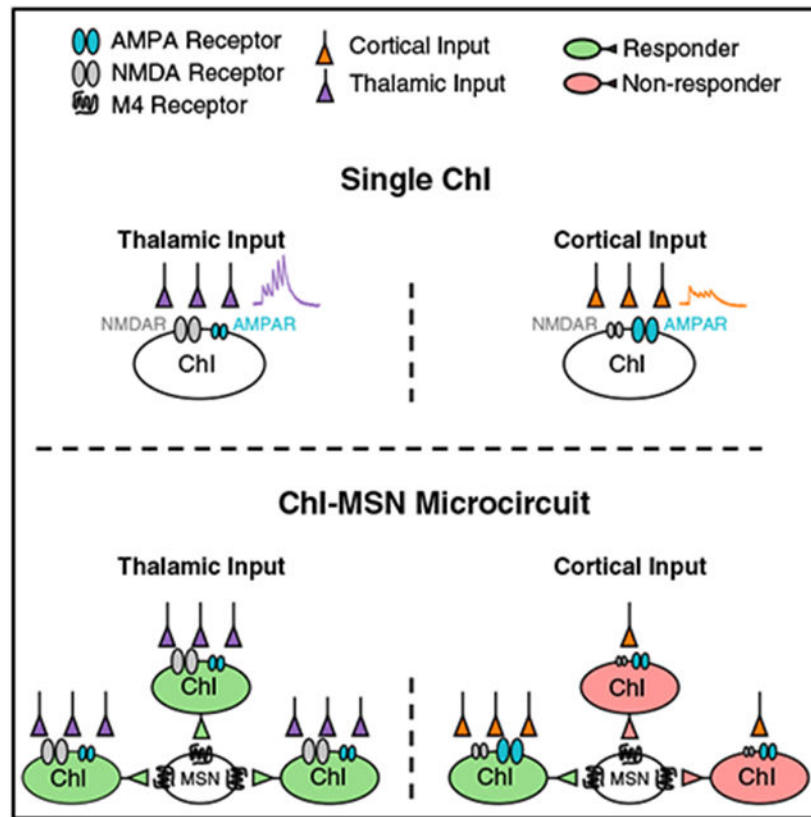 AMPA Receptor
NMDA Receptor
M4 Receptor
Cortical Input
Thalamic Input
Responder
Non-responder
Single ChI
Thalamic Input
NMDAR
AMPAR
ChI
Cortical Input
NMDAR
AMPAR
ChI
ChI-MSN Microcircuit
Thalamic Input
ChI
ChI
MSN
ChI
Cortical Input
ChI
ChI
MSN
ChI